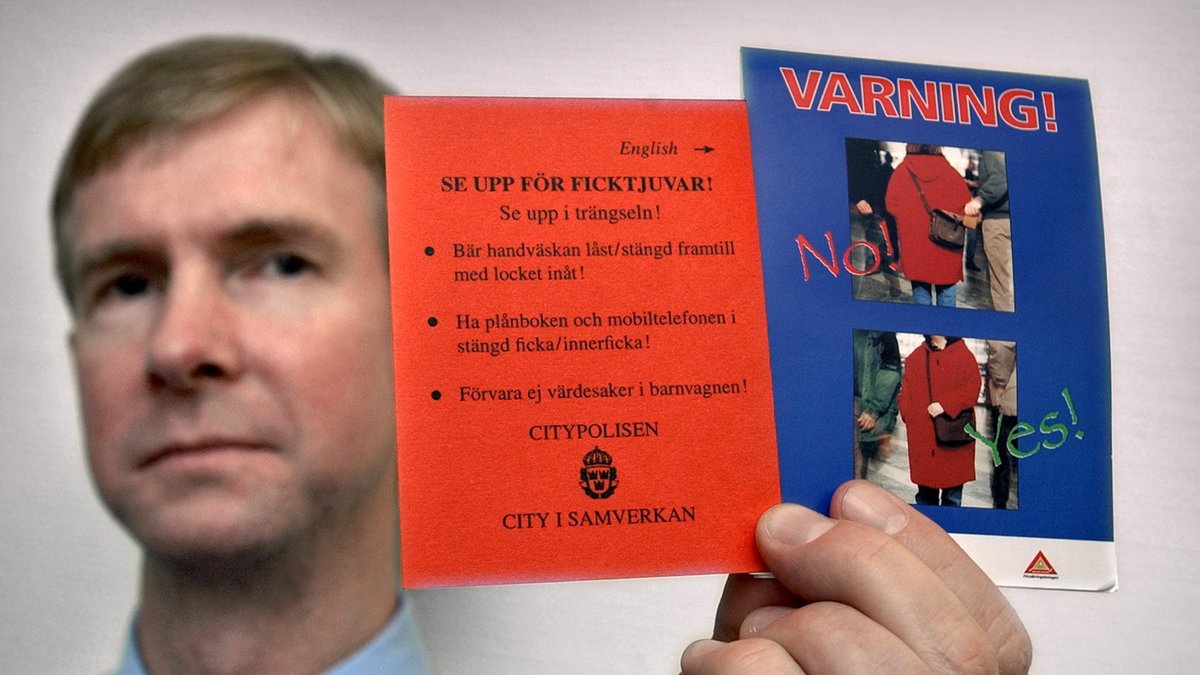 English →
SE UPP FÖR FICKTJUVAR!
Se upp i trängseln!
● Bär handväskan låst/stängd framtill
med locket inåt!
● Ha plånboken och mobiltelefonen i
stängd ficka/innerficka!
● Förvara ej värdesaker i barnvagnen!
CITYPOLISEN
CITY I SAMVERKAN
VARNING!
No!
Yes!